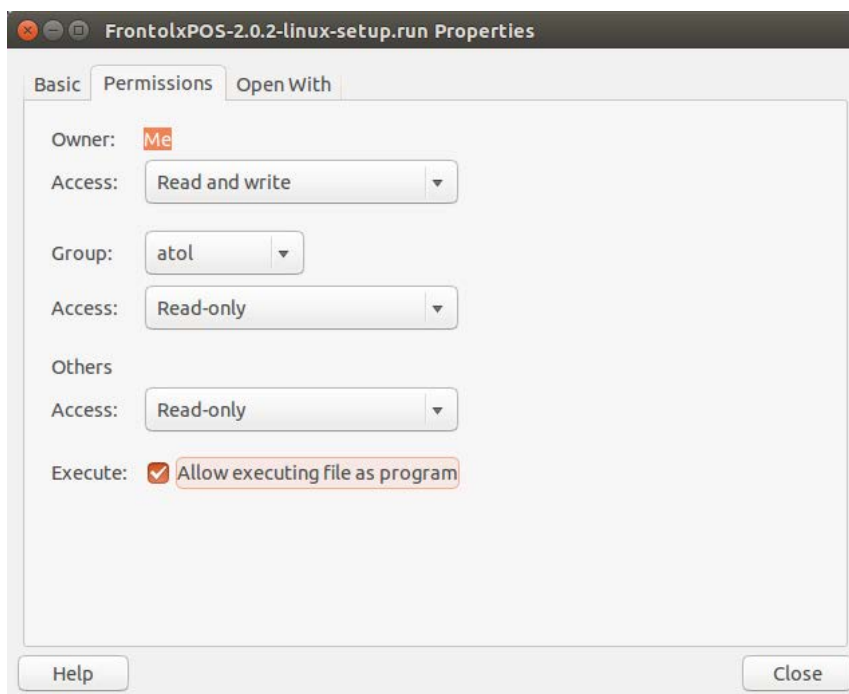 FrontolxPOS-2.0.2-linux-setup.run Properties
Basic Permissions Open With
Owner: Me
Access: Read and write
Group: atol
Access: Read-only
Others
Access: Read-only
Execute: Allow executing file as program
Help Close